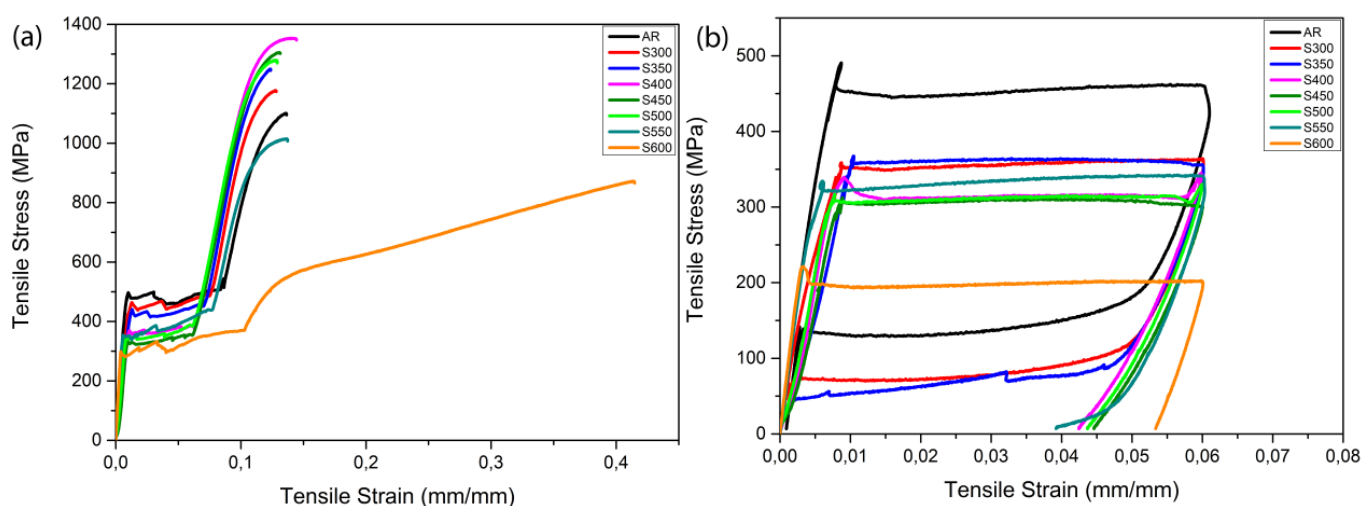 (a)
1400
1200
1000
800
600
400
200
0
Tensile Stress (MPa)
0,0
0,1
0,2
0,3
0,4
Tensile Strain (mm/mm)
AR
S300
S350
S400
S450
S500
S550
S600
(b)
500
400
300
200
100
0
Tensile Stress (MPa)
0,00
0,01
0,02
0,03
0,04
0,05
0,06
0,07
0,08
Tensile Strain (mm/mm)
AR
S300
S350
S400
S450
S500
S550
S600